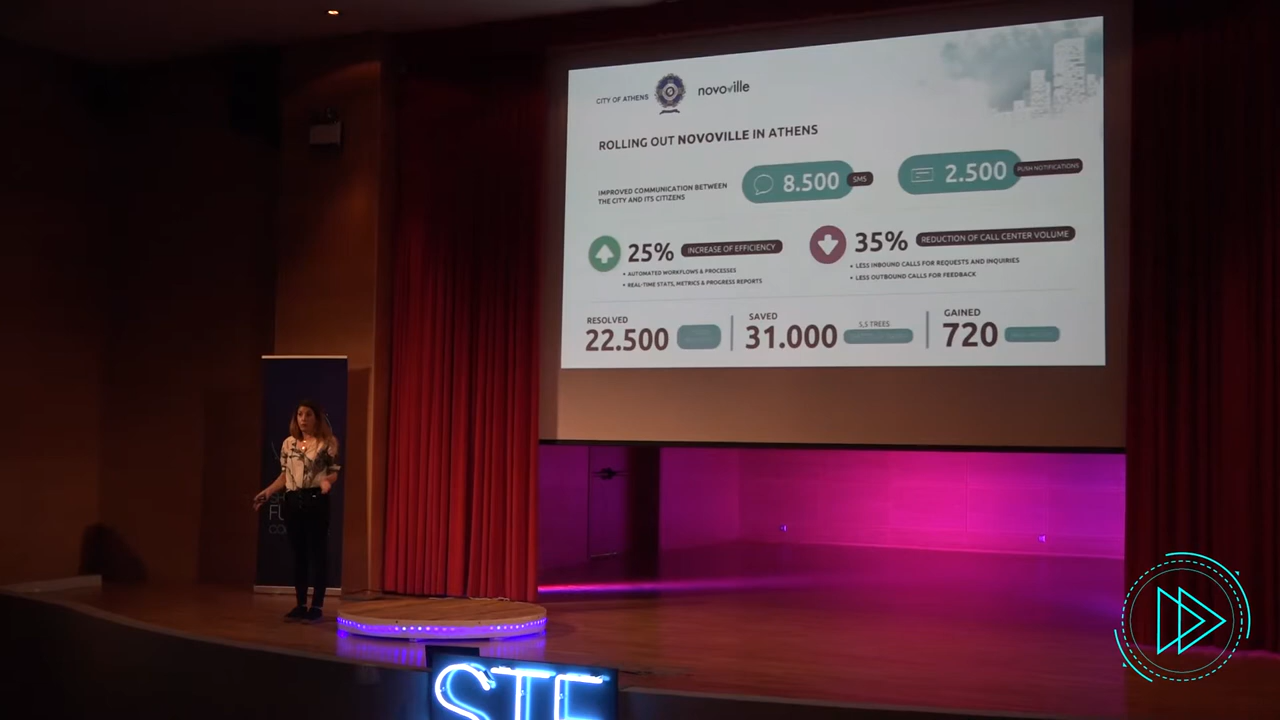 CITY OF ATHENS
novoville
ROLLING OUT NOVOVILLE IN ATHENS
IMPROVED COMMUNICATION BETWEEN
THE CITY AND ITS CITIZENS
8.500 SMS
2.500 PUSH NOTIFICATIONS
25% INCREASE OF EFFICIENCY
• AUTOMATED WORKFLOWS & PROCESSES
• REAL-TIME STATS, METRICS & PROGRESS REPORTS
35% REDUCTION OF CALL CENTER VOLUME
• LESS INBOUND CALLS FOR REQUESTS AND INQUIRIES
• LESS OUTBOUND CALLS FOR FEEDBACK
RESOLVED
22.500
SAVED
31.000
5,5 TREES
GAINED
720
STE